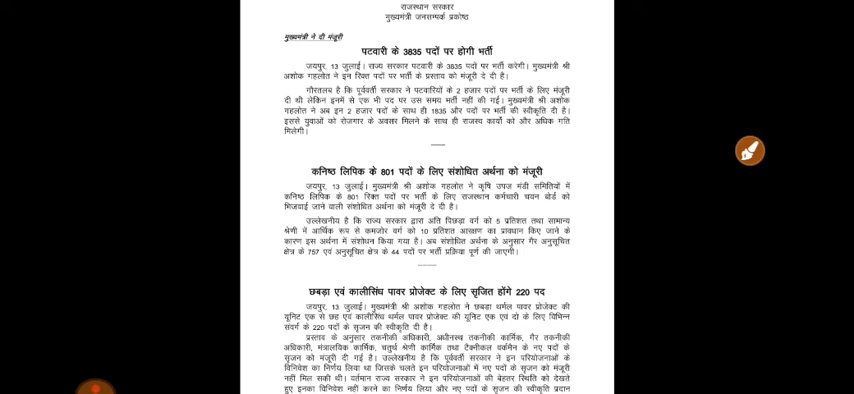 राजस्थान सरकार
मुख्यमंत्री जनसम्पर्क प्रकोष्ठ
मुख्यमंत्री ने दी मंजूरी
पटवारी के 3835 पदों पर होगी भर्ती
जयपुर, 13 जुलाई। राज्य सरकार पटवारी के 3835 पदों पर भर्ती करेगी। मुख्यमंत्री श्री
अशोक गहलोत ने इन रिक्त पदों पर भर्ती के प्रस्ताव को मंजूरी दे दी है।
गौरतलब है कि पूर्ववर्ती सरकार ने पटवारियों के 2 हजार पदों पर भर्ती के लिए मंजूरी
दी थी लेकिन इनमें से एक भी पद पर उस समय भर्ती नहीं की गई। मुख्यमंत्री श्री अशोक
गहलोत ने अब इन 2 हजार पदों के साथ ही 1835 और पदों पर भर्ती की स्वीकृति दी है।
इससे युवाओं को रोजगार के अवसर मिलने के साथ ही राजस्व कार्यों को और अधिक गति
मिलेगी।
कनिष्ठ लिपिक के 801 पदों के लिए संशोधित अर्थना को मंजूरी
जयपुर, 13 जुलाई। मुख्यमंत्री श्री अशोक गहलोत ने कृषि उपज मंडी समितियों में
कनिष्ठ लिपिक के 801 रिक्त पदों पर भर्ती के लिए राजस्थान कर्मचारी चयन बोर्ड को
भिजवाई जाने वाली संशोधित अर्थना को मंजूरी दे दी है।
उल्लेखनीय है कि राज्य सरकार द्वारा अति पिछड़ा वर्ग को 5 प्रतिशत तथा सामान्य
श्रेणी में आर्थिक रूप से कमजोर वर्ग को 10 प्रतिशत आरक्षण का प्रावधान किए जाने के
कारण इस अर्थना में संशोधन किया गया है। अब संशोधित अर्थना के अनुसार गैर अनुसूचित
क्षेत्र के 757 एवं अनुसूचित क्षेत्र के 44 पदों पर भर्ती प्रक्रिया पूर्ण की जाएगी।
छबड़ा एवं कालीसिंध पावर प्रोजेक्ट के लिए सृजित होंगे 220 पद
जयपुर, 13 जुलाई। मुख्यमंत्री श्री अशोक गहलोत ने छबड़ा थर्मल पावर प्रोजेक्ट की
यूनिट एक से छह एवं कालीसिंध थर्मल पावर प्रोजेक्ट की यूनिट एक एवं दो के लिए विभिन्न
संवर्ग के 220 पदों के सृजन की स्वीकृति दी है।
प्रस्ताव के अनुसार तकनीकी अधिकारी, अधीनस्थ तकनीकी कार्मिक, गैर तकनीकी
अधिकारी, मंत्रालयिक कार्मिक, चतुर्थ श्रेणी कार्मिक तथा टैक्नीकल वर्कमैन के नए पदों के
सृजन को मंजूरी दी गई है। उल्लेखनीय है कि पूर्ववर्ती सरकार ने इन परियोजनाओं के
विनिवेश का निर्णय लिया था जिसके चलते इन परियोजनाओं में नए पदों के सृजन को मंजूरी
नहीं मिल सकी थी। वर्तमान राज्य सरकार ने इन परियोजनाओं की बेहतर स्थिति को देखते
हुए इनका विनिवेश नहीं करने का निर्णय लिया और नए पदों के सृजन की स्वीकृति प्रदान